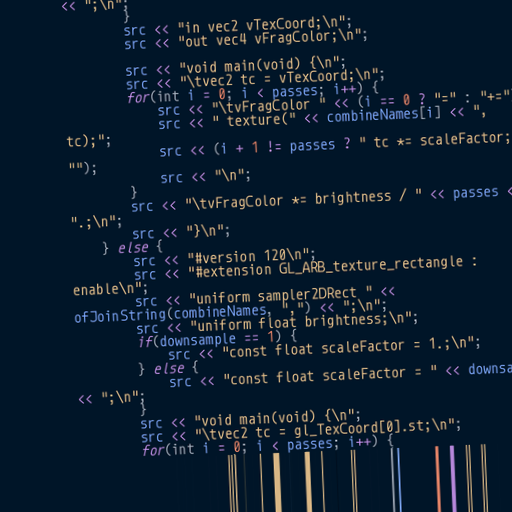 << ";\n";
}
src << "in vec2 vTexCoord;\n";
src << "out vec4 vFragColor;\n";
src << "void main(void) {\n";
src << "\tvec2 tc = vTexCoord;\n";
for(int i = 0; i < passes; i++) {
src << "\tvFragColor " << (i == 0 ? "=" : "+="
src << " texture(" << combineNames[i] << ",
tc);";
src << (i + 1 != passes ? " tc *= scaleFactor;
"");
src << "\n";
}
src << "\tvFragColor *= brightness / " << passes <
".;\n";
src << "}\n";
} else {
src << "#version 120\n";
src << "#extension GL_ARB_texture_rectangle :
enable\n";
src << "uniform sampler2DRect " <<
ofJoinString(combineNames, ",") << ";\n";
src << "uniform float brightness;\n";
if(downsample == 1) {
src << "const float scaleFactor = 1.;\n";
} else {
src << "const float scaleFactor = " << downsa
<< ";\n";
}
src << "void main(void) {\n";
src << "\tvec2 tc = gl_TexCoord[0].st;\n";
for(int i = 0; i < passes; i++) {